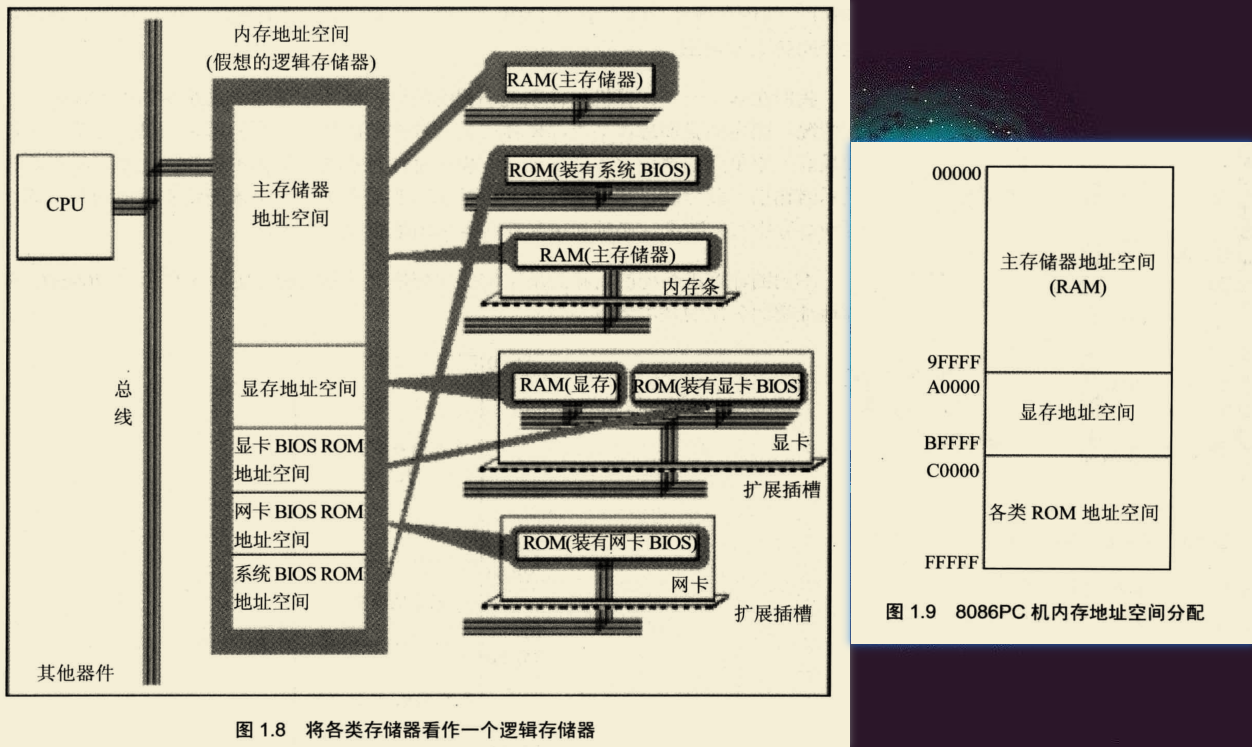 内存地址空间
(假想的逻辑存储器)
CPU
总
线
其他器件
主存储器
地址空间
显存地址空间
显卡 BIOS ROM
地址空间
网卡 BIOS ROM
地址空间
系统 BIOS ROM
地址空间
RAM(主存储器)
ROM(装有系统 BIOS)
RAM(主存储器)
内存条
RAM(显存)
ROM(装有显卡 BIOS)
显卡
扩展插槽
ROM(装有网卡 BIOS)
网卡
扩展插槽
图 1.8 将各类存储器看作一个逻辑存储器
00000
主存储器地址空间
(RAM)
9FFFF
A0000
显存地址空间
BFFFF
C0000
各类 ROM 地址空间
FFFFF
图 1.9 8086PC 机内存地址空间分配